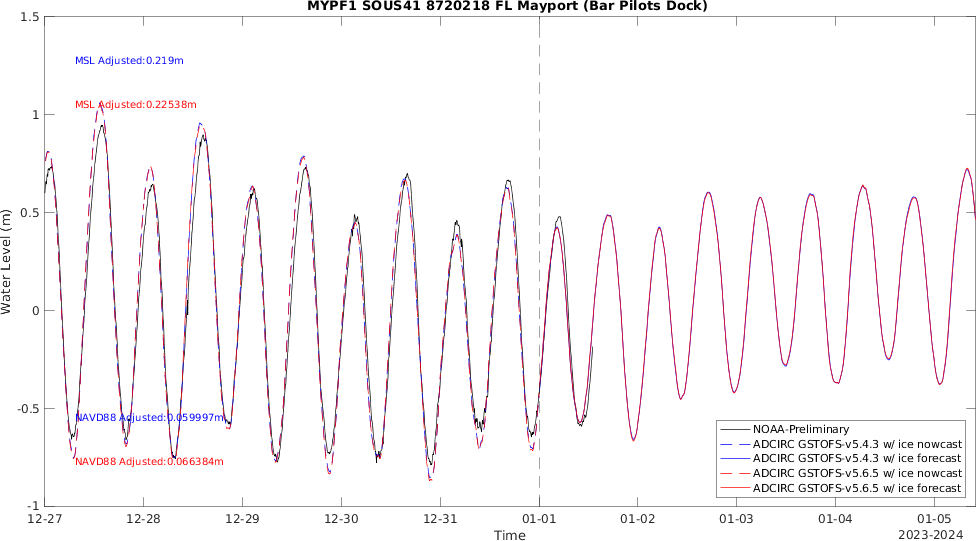 MYPF1 SOUS41 8720218 FL Mayport (Bar Pilots Dock)
1.5
1
0.5
0
-0.5
-1
Water Level (m)
MSL Adjusted:0.219m
MSL Adjusted:0.22538m
NAVD88 Adjusted:0.059997m
NAVD88 Adjusted:0.066384m
NOAA-Preliminary
ADCIRC GSTOFS-v5.4.3 w/ ice nowcast
ADCIRC GSTOFS-v5.4.3 w/ ice forecast
ADCIRC GSTOFS-v5.6.5 w/ ice nowcast
ADCIRC GSTOFS-v5.6.5 w/ ice forecast
12-27 12-28 12-29 12-30 12-31 01-01 01-02 01-03 01-04 01-05
Time
2023-2024